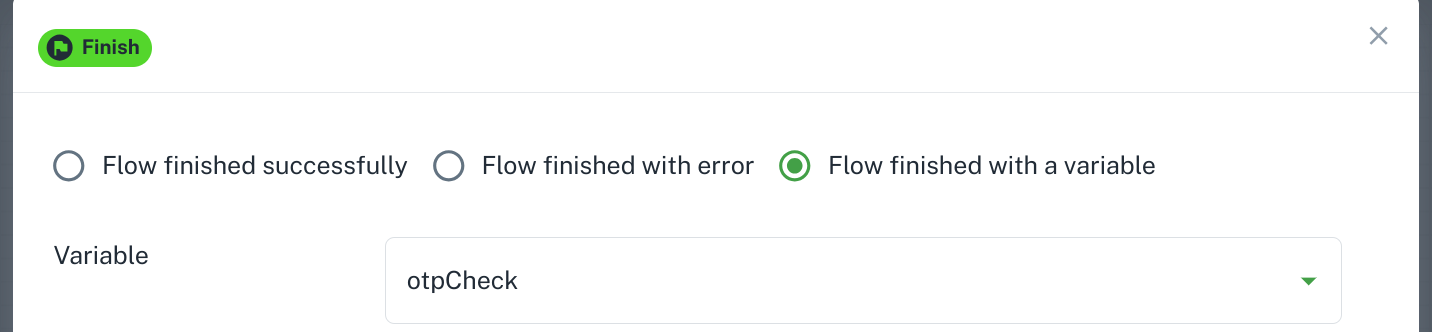 Finish
Flow finished successfully Flow finished with error Flow finished with a variable
Variable
otpCheck